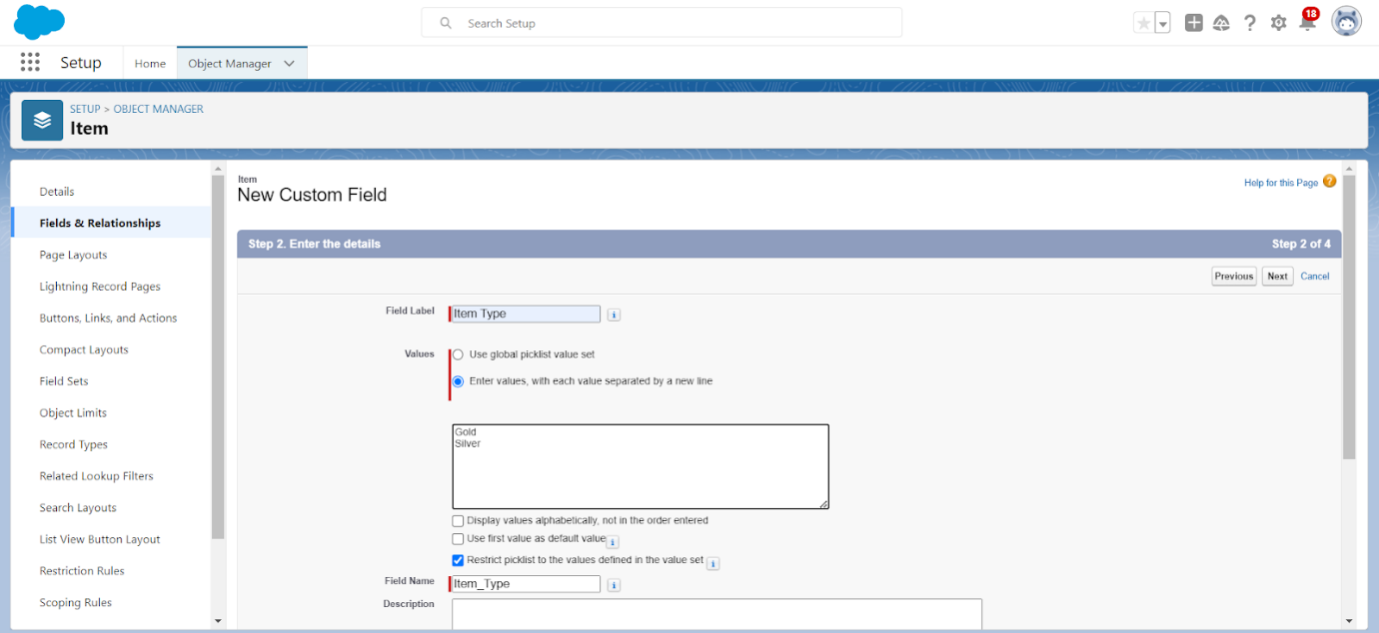 Search Setup
18
Setup
Home
Object Manager
SETUP > OBJECT MANAGER
Item
Details
Fields & Relationships
Page Layouts
Lightning Record Pages
Buttons, Links, and Actions
Compact Layouts
Field Sets
Object Limits
Record Types
Related Lookup Filters
Search Layouts
List View Button Layout
Restriction Rules
Scoping Rules
Item
New Custom Field
Help for this Page ?
Step 2. Enter the details
Step 2 of 4
Previous
Next
Cancel
Field Label
Item Type
i
Values
Use global picklist value set
Enter values, with each value separated by a new line
Gold
Silver
Display values alphabetically, not in the order entered
Use first value as default value
i
Restrict picklist to the values defined in the value set
i
Field Name
Item_Type
i
Description